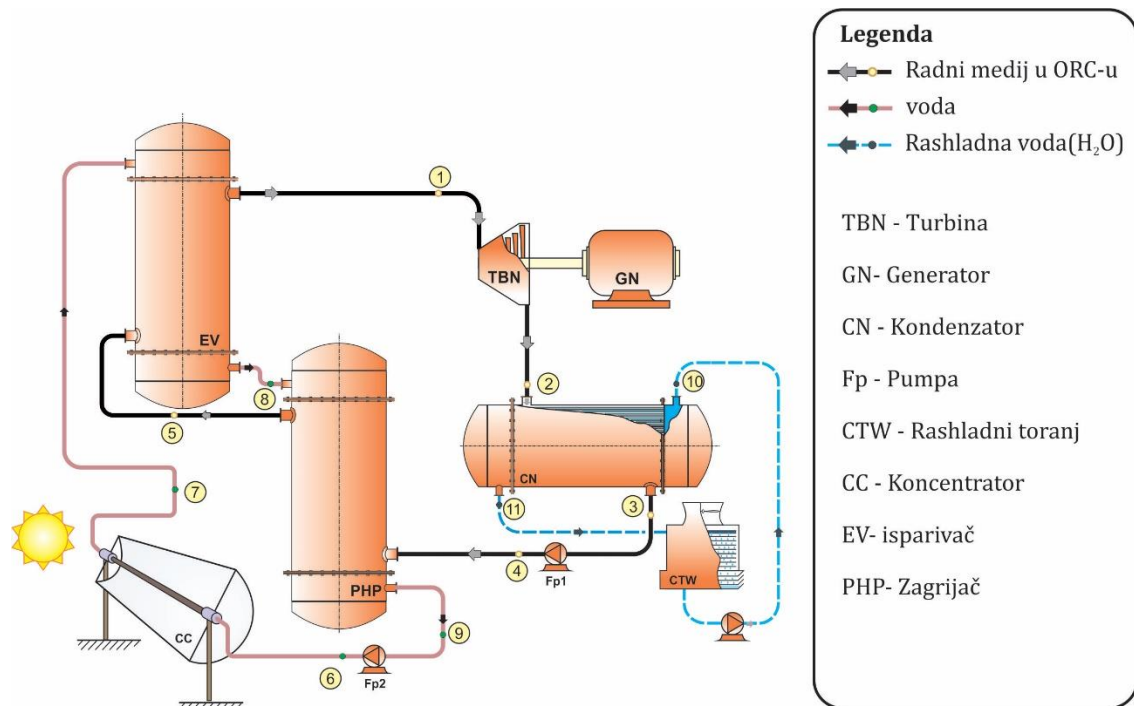 Legenda
Radni medij u ORC-u
voda
Rashladna voda(H₂O)
TBN - Turbina
GN- Generator
CN - Kondenzator
Fp - Pumpa
CTW - Rashladni toranj
CC - Koncentrator
EV- isparivač
PHP- Zagrijač
1
TBN
GN
EV
2
10
8
5
CN
7
11
3
4
Fp1
CTW
PHP
CC
9
6
Fp2